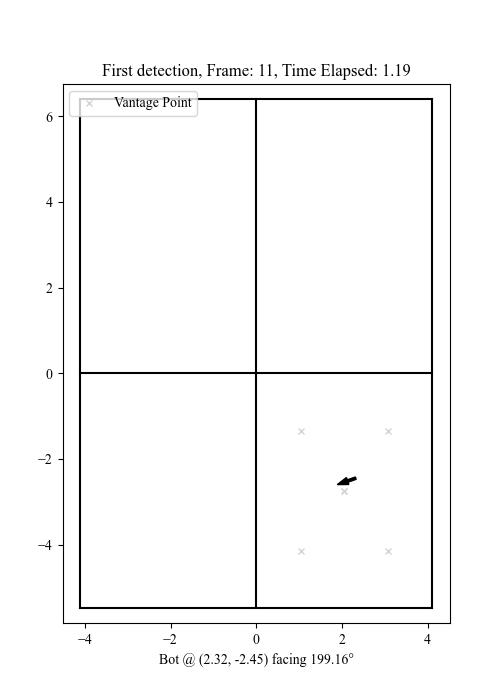 First detection, Frame: 11, Time Elapsed: 1.19
Vantage Point
6
4
2
0
−2
−4
−4 −2 0 2 4
Bot @ (2.32, -2.45) facing 199.16°